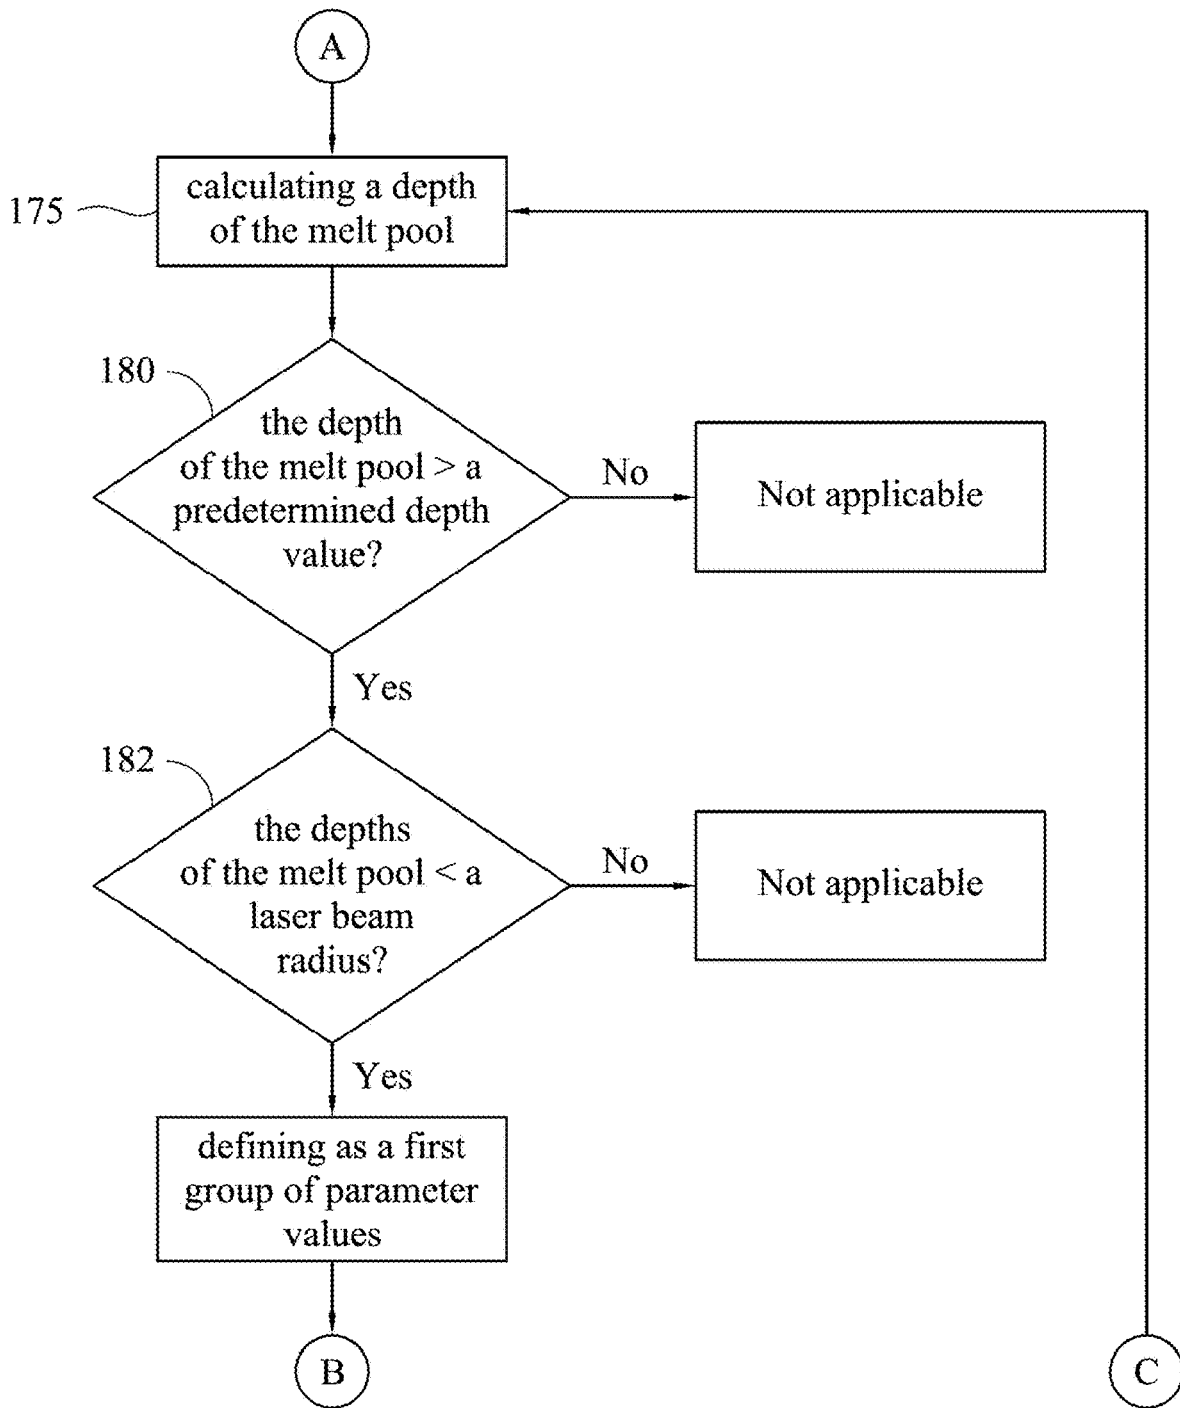 A
175
calculating a depth
of the melt pool
180
the depth
of the melt pool > a
predetermined depth
value?
No
Not applicable
Yes
182
the depths
of the melt pool < a
laser beam
radius?
No
Not applicable
Yes
defining as a first
group of parameter
values
B
C